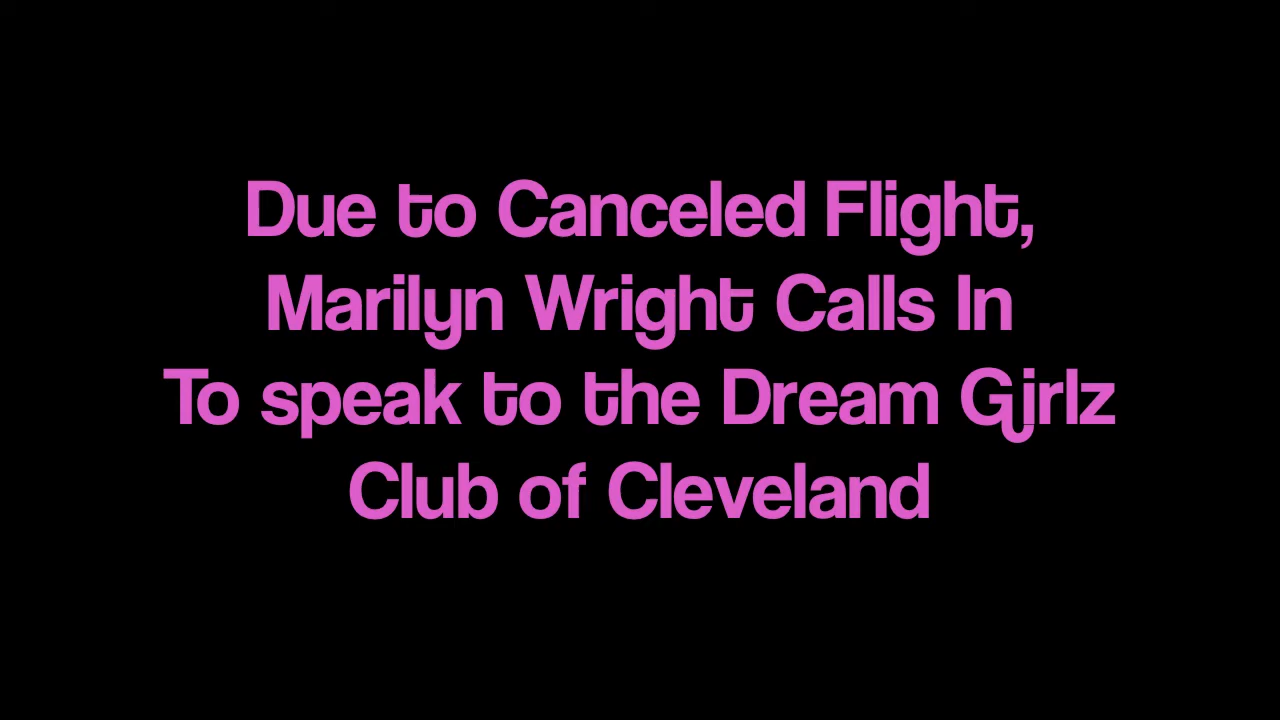 Due to Canceled Flight,
Marilyn Wright Calls In
To speak to the Dream Girlz
Club of Cleveland